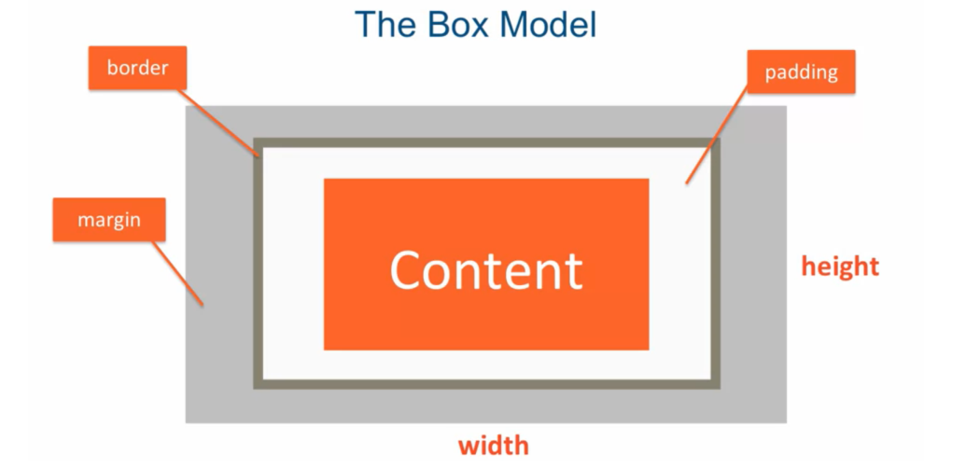 The Box Model
border
padding
margin
Content
height
width